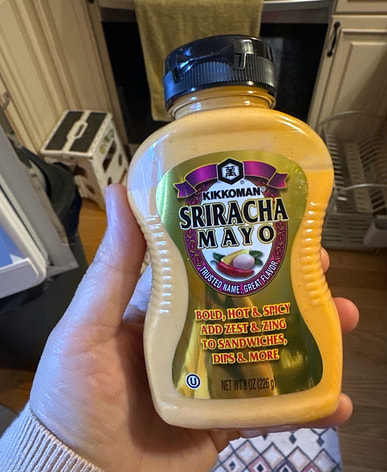 KIKKOMAN
SRIRACHA
MAYO
TRUSTED NAME GREAT FLAVOR
BOLD, HOT & SPICY
ADD ZEST & ZING
TO SANDWICHES,
DIPS & MORE
U
NET WT 8 OZ (226 g)